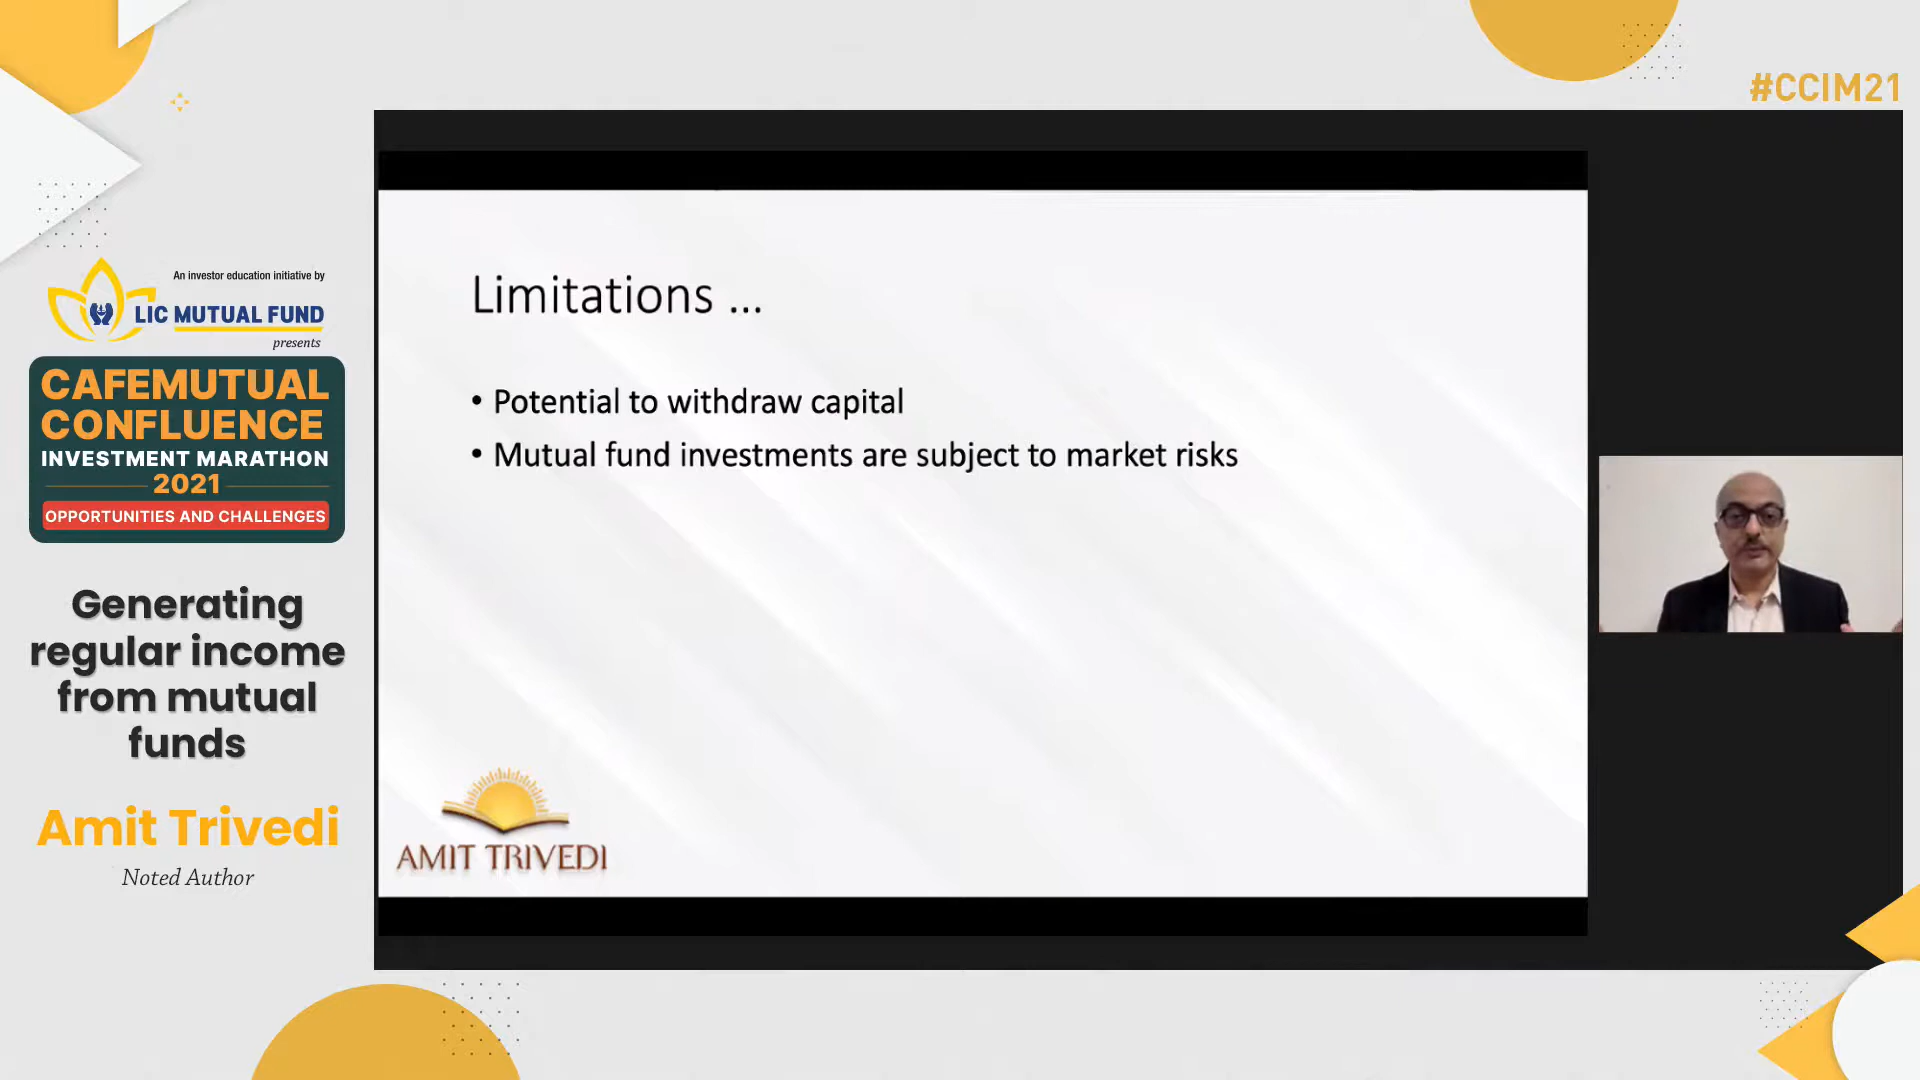 #CCIM21
An investor education initiative by
LIC MUTUAL FUND
presents
CAFEMUTUAL
CONFLUENCE
INVESTMENT MARATHON
2021
OPPORTUNITIES AND CHALLENGES
Generating
regular income
from mutual
funds
Amit Trivedi
Noted Author
Limitations ...
• Potential to withdraw capital
• Mutual fund investments are subject to market risks
AMIT TRIVEDI